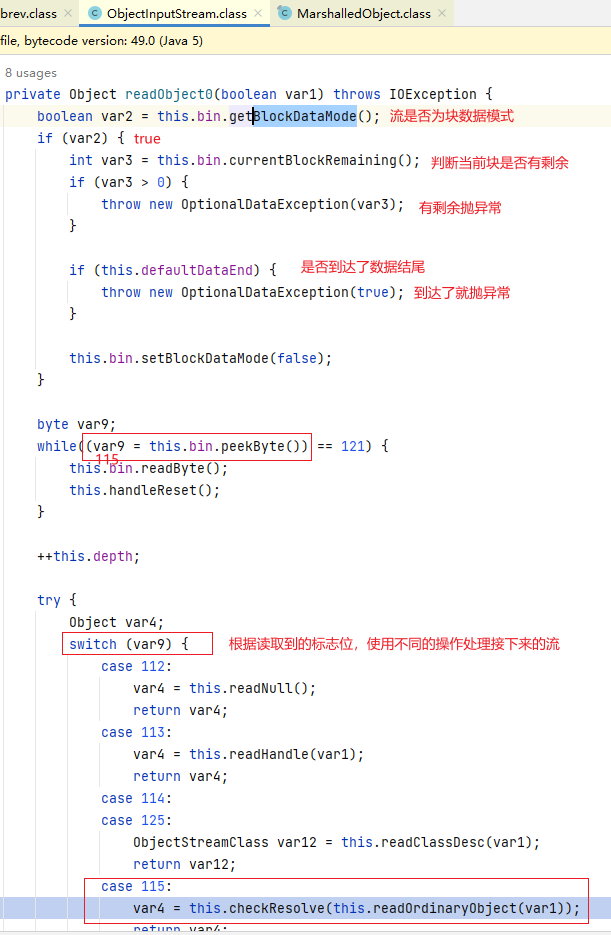 brev.class ObjectInputStream.class MarshalledObject.class
file, bytecode version: 49.0 (Java 5)
8 usages
private Object readObject0(boolean var1) throws IOException {
boolean var2 = this.bin.getBlockDataMode(); 流是否为块数据模式
if (var2) { true
int var3 = this.bin.currentBlockRemaining(); 判断当前块是否有剩余
if (var3 > 0) {
throw new OptionalDataException(var3); 有剩余抛异常
}
if (this.defaultDataEnd) { 是否到达了数据结尾
throw new OptionalDataException(true); 到达了就抛异常
}
this.bin.setBlockDataMode(false);
}
byte var9;
while((var9 = this.bin.peekByte()) == 121) {
115
this.bin.readByte();
this.handleReset();
}
++this.depth;
try {
Object var4;
switch (var9) { 根据读取到的标志位，使用不同的操作处理接下来的流
case 112:
var4 = this.readNull();
return var4;
case 113:
var4 = this.readHandle(var1);
return var4;
case 114:
case 125:
ObjectStreamClass var12 = this.readClassDesc(var1);
return var12;
case 115:
var4 = this.checkResolve(this.readOrdinaryObject(var1));
return var4;